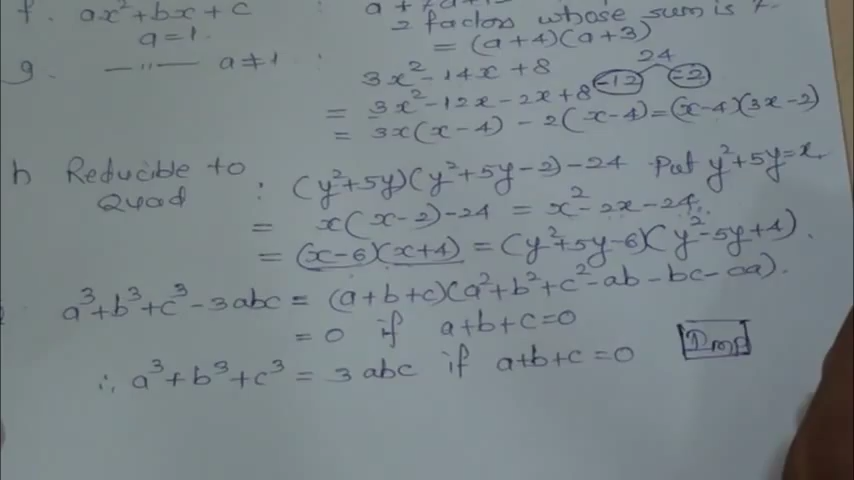 f. ax²+bx+c :
a=1.
2 factors whose sum is 7.
= (a+4)(a+3)
g. —〃— a≠1 : 3x²-14x+8
24
-12 -2
= 3x²-12x-2x+8
= 3x(x-4) - 2(x-4)=(x-4)(3x-2)
h Reducible to Quad : (y²+5y)(y²+5y-2)-24 Put y²+5y=x.
= x(x-2)-24 = x²-2x-24.
= (x-6)(x+4) = (y²+5y-6)(y²-5y+4).
a³+b³+c³-3abc = (a+b+c)(a²+b²+c²-ab-bc-ca).
= 0 if a+b+c=0
∴ a³+b³+c³ = 3abc if a+b+c=0 Imp